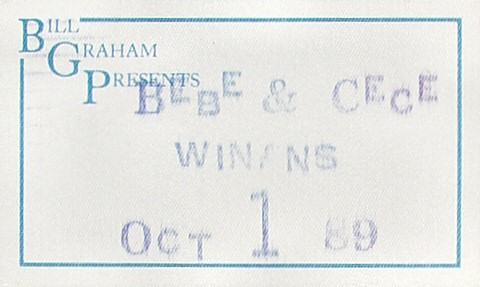 BILL
GRAHAM
PRESENTS
BEBE & CECE
WINANS
OCT 1 89